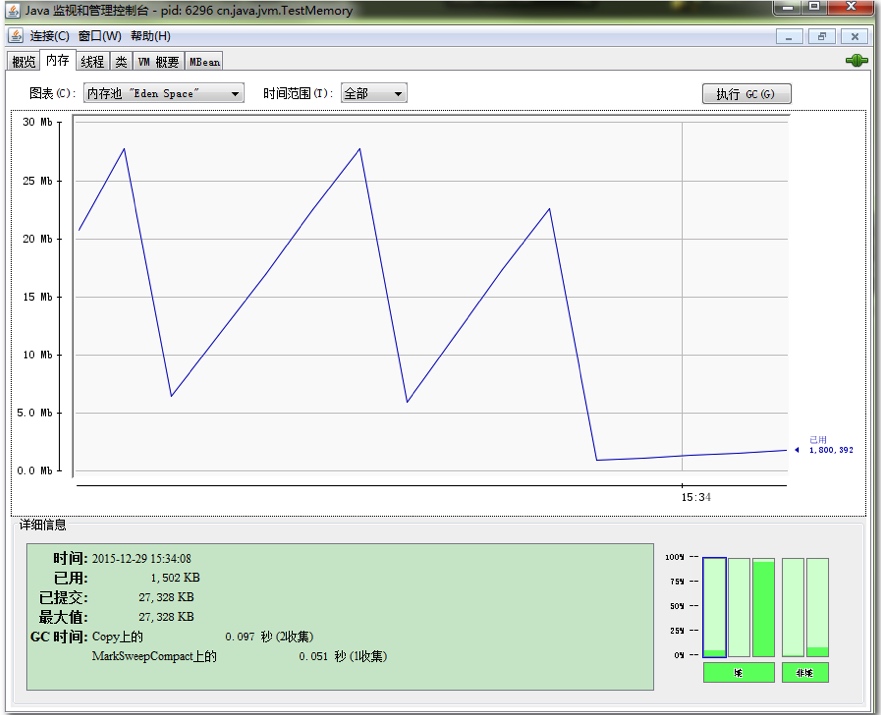 Java 监视和管理控制台 - pid: 6296 cn.java.jvm.TestMemory
连接(C) 窗口(W) 帮助(H)
概览 内存 线程 类 VM 概要 MBean
图表(C): 内存池 "Eden Space" 时间范围(T): 全部 执行 GC(G)
30 Mb
25 Mb
20 Mb
15 Mb
10 Mb
5.0 Mb
0.0 Mb
已用
1,800,392
15:34
详细信息
时间: 2015-12-29 15:34:08
已用: 1,502 KB
已提交: 27,328 KB
最大值: 27,328 KB
GC 时间: Copy上的 0.097 秒 (2收集)
MarkSweepCompact上的 0.051 秒 (1收集)
100% --
75% --
50% --
25% --
0% --
堆 非堆